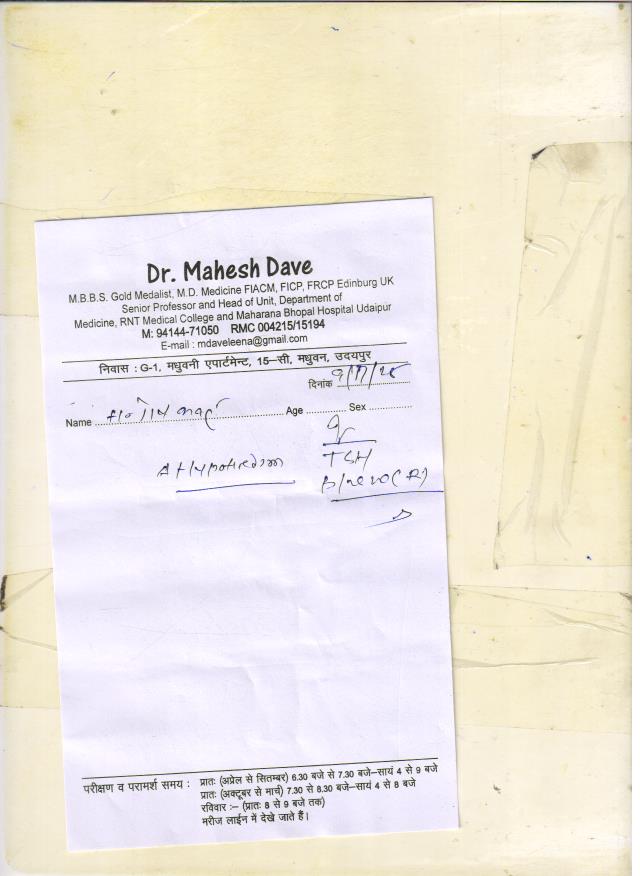 Dr. Mahesh Dave
M.B.B.S. Gold Medalist, M.D. Medicine FIACM, FICP, FRCP Edinburg UK
Senior Professor and Head of Unit, Department of
Medicine, RNT Medical College and Maharana Bhopal Hospital Udaipur
M: 94144-71050 RMC 004215/15194
E-mail : mdaveleena@gmail.com
निवास : G-1, मधुवनी एपार्टमेन्ट, 15–सी, मधुवन, उदयपुर
दिनांक
Name Age Sex
TSH
परीक्षण व परामर्श समय : प्रातः (अप्रेल से सितम्बर) 6.30 बजे से 7.30 बजे–सायं 4 से 9 बजे
प्रातः (अक्टूबर से मार्च) 7.30 से 8.30 बजे–सायं 4 से 8 बजे
रविवार :– (प्रातः 8 से 9 बजे तक)
मरीज लाईन में देखे जाते हैं।